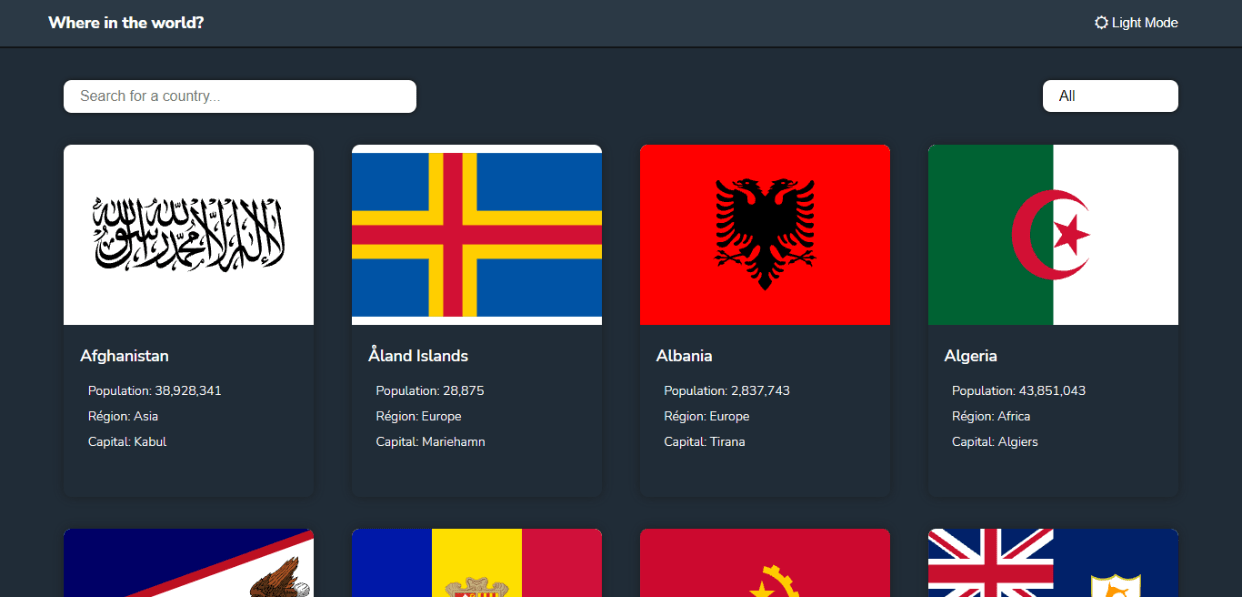 Where in the world?
Light Mode
Search for a country...
All
لا إله إلا الله محمد رسول الله
Afghanistan
Population: 38,928,341
Région: Asia
Capital: Kabul
Åland Islands
Population: 28,875
Région: Europe
Capital: Mariehamn
Albania
Population: 2,837,743
Région: Europe
Capital: Tirana
Algeria
Population: 43,851,043
Région: Africa
Capital: Algiers